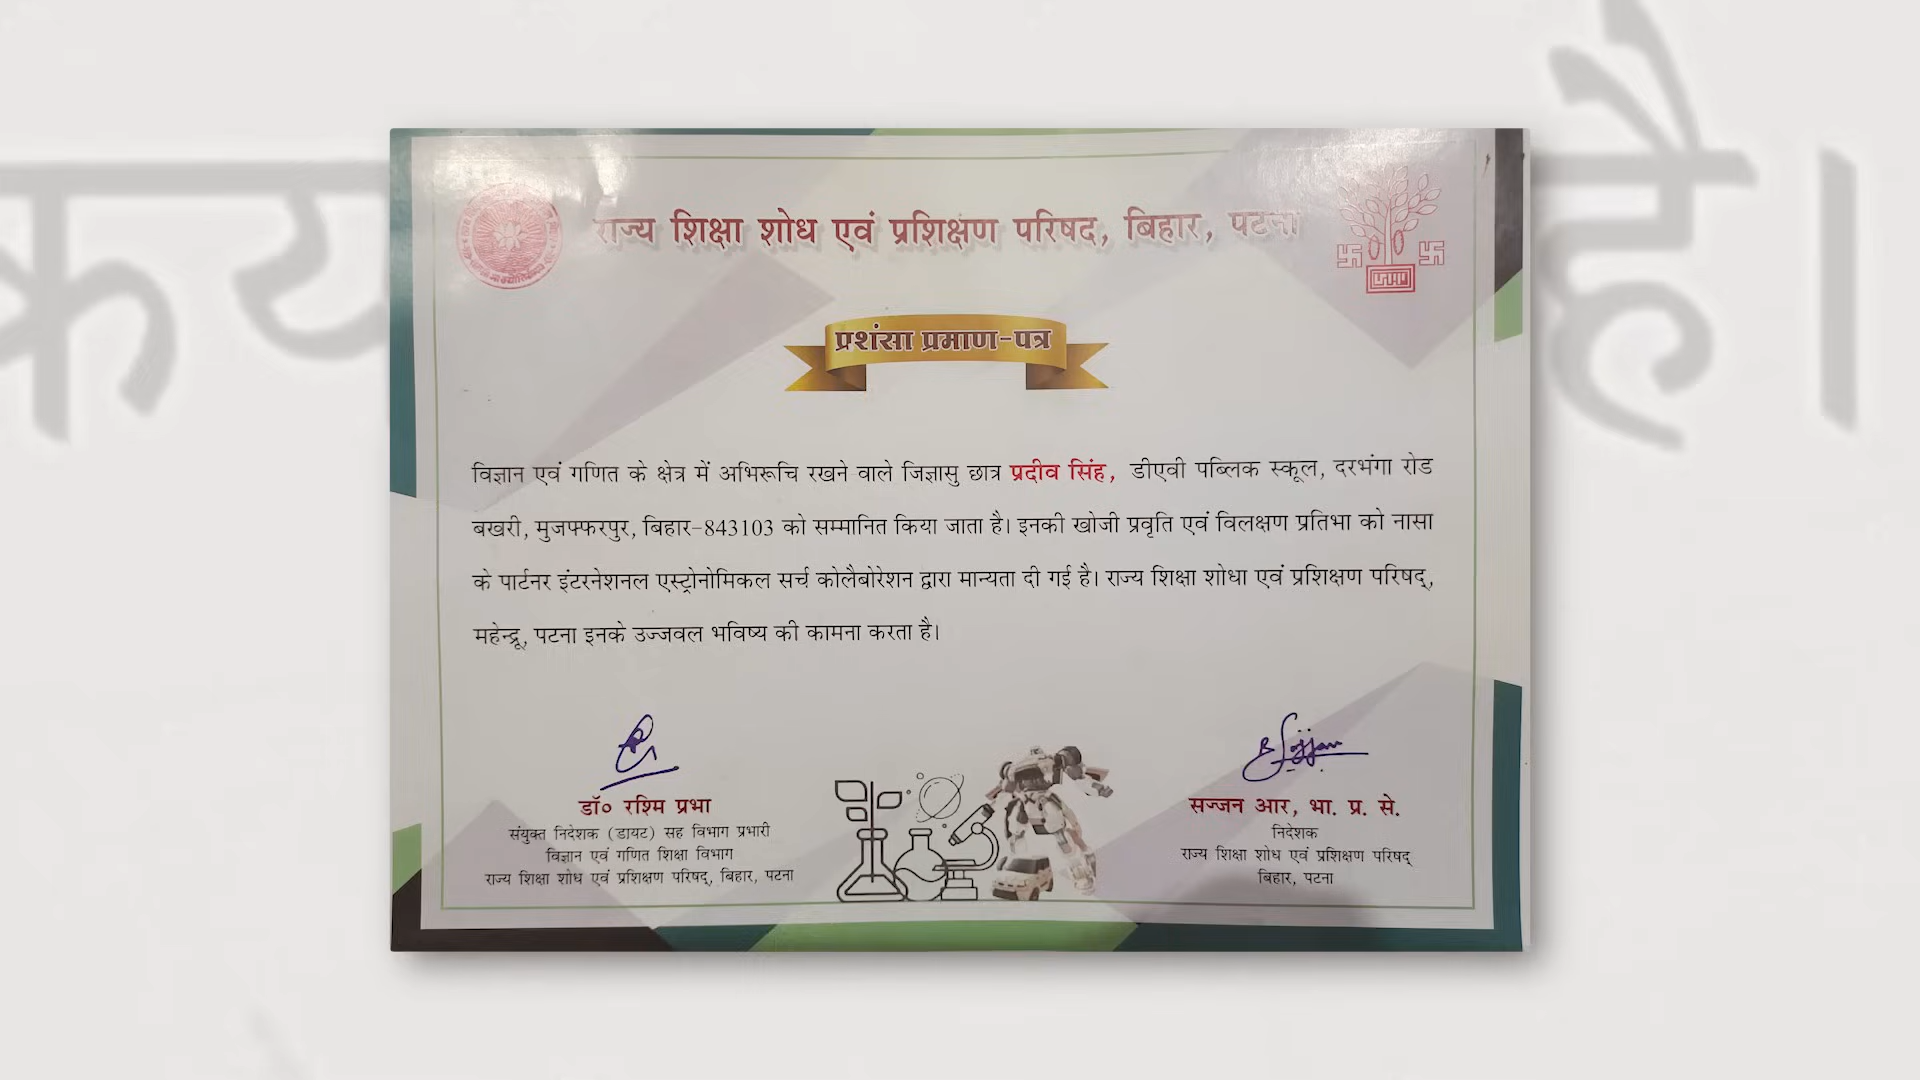 राज्य शिक्षा शोध एवं प्रशिक्षण परिषद, बिहार, पटना
प्रशंसा प्रमाण-पत्र
विज्ञान एवं गणित के क्षेत्र में अभिरूचि रखने वाले जिज्ञासु छात्र प्रदीव सिंह, डीएवी पब्लिक स्कूल, दरभंगा रोड
बखरी, मुजफ्फरपुर, बिहार-843103 को सम्मानित किया जाता है। इनकी खोजी प्रवृति एवं विलक्षण प्रतिभा को नासा
के पार्टनर इंटरनेशनल एस्ट्रोनोमिकल सर्च कोलैबोरेशन द्वारा मान्यता दी गई है। राज्य शिक्षा शोधा एवं प्रशिक्षण परिषद्,
महेन्द्रू, पटना इनके उज्जवल भविष्य की कामना करता है।
डॉ० रश्मि प्रभा
संयुक्त निदेशक (डायट) सह विभाग प्रभारी
विज्ञान एवं गणित शिक्षा विभाग
राज्य शिक्षा शोध एवं प्रशिक्षण परिषद्, बिहार, पटना
सज्जन आर, भा. प्र. से.
निदेशक
राज्य शिक्षा शोध एवं प्रशिक्षण परिषद्
बिहार, पटना
है।